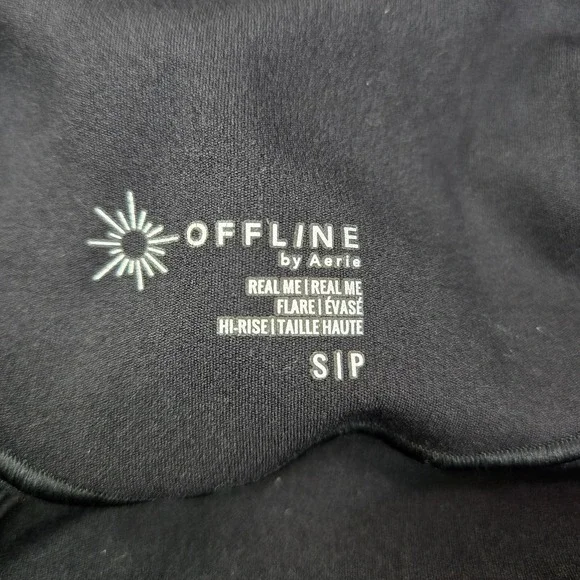 OFFLINE
by Aerie
REAL ME | REAL ME
FLARE | ÉVASÉ
HI-RISE | TAILLE HAUTE
S | P